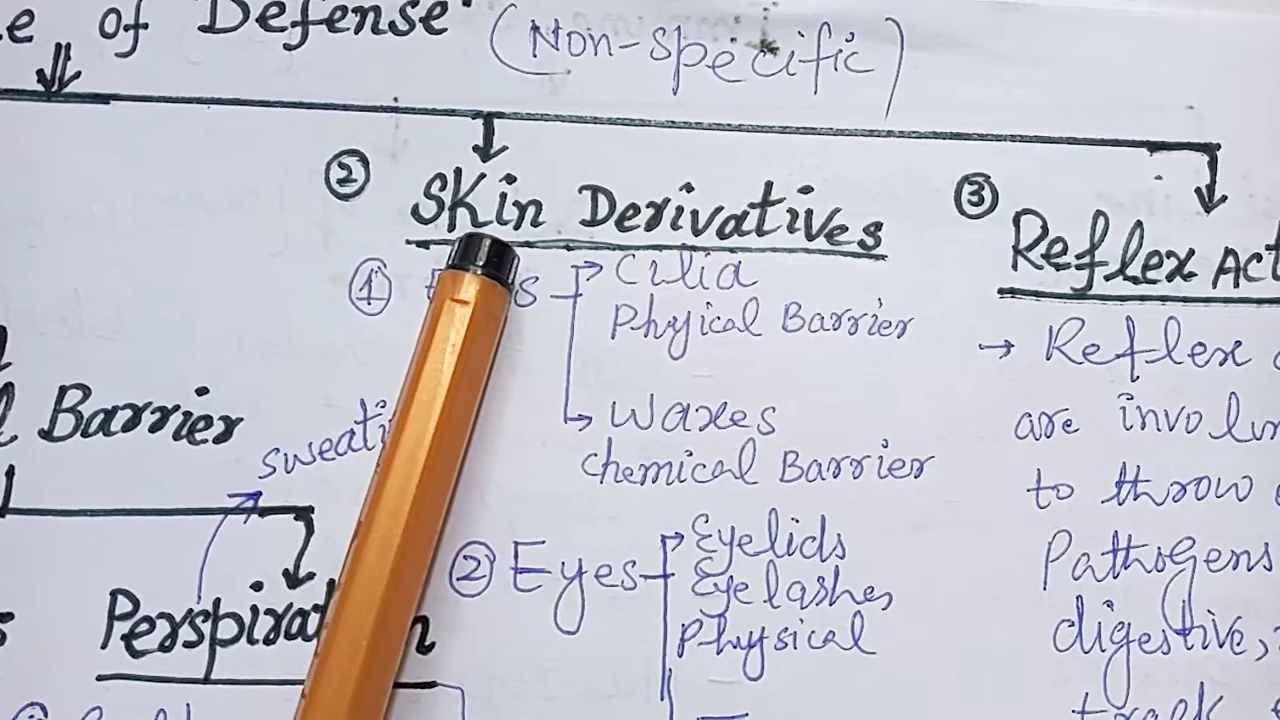 of Defense (Non-specific)
② Skin Derivatives
① → Cilia
Phyical Barrier
→ Waxes
Chemical Barrier
② Eyes → Eyelids
Eyelashes
Physical
③ Reflex Act
→ Reflex
are involun
to throw
Pathogens
digestive,
Barrier
sweati
Perspirat n